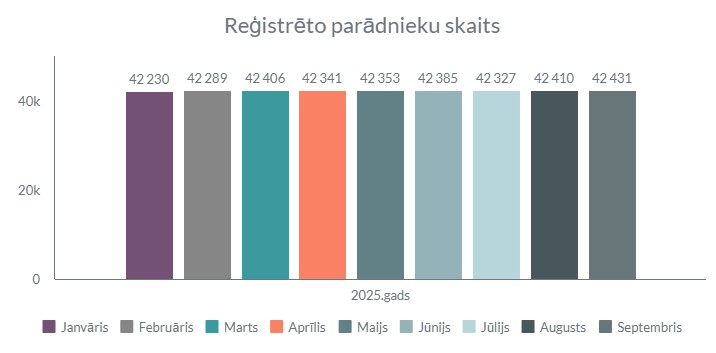 Reģistrēto parādnieku skaits
42 230 42 289 42 406 42 341 42 353 42 385 42 327 42 410 42 431
40k
20k
0
2025.gads
Janvāris Februāris Marts Aprīlis Maijs Jūnijs Jūlijs Augusts Septembris